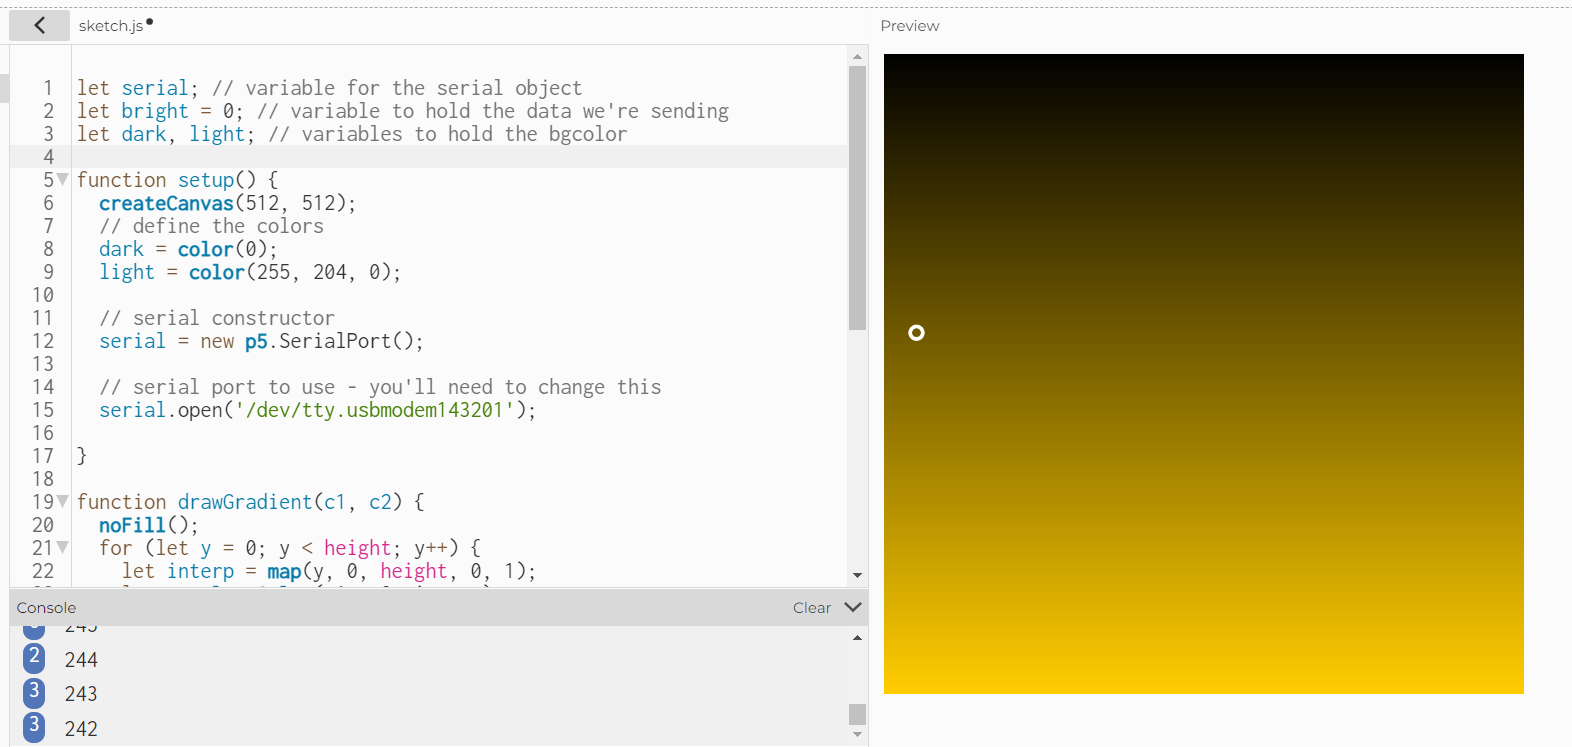 sketch.js
Preview
1 let serial; // variable for the serial object
2 let bright = 0; // variable to hold the data we're sending
3 let dark, light; // variables to hold the bgcolor
4
5 function setup() {
6 createCanvas(512, 512);
7 // define the colors
8 dark = color(0);
9 light = color(255, 204, 0);
10
11 // serial constructor
12 serial = new p5.SerialPort();
13
14 // serial port to use - you'll need to change this
15 serial.open('/dev/tty.usbmodem143201');
16
17 }
18
19 function drawGradient(c1, c2) {
20 noFill();
21 for (let y = 0; y < height; y++) {
22 let interp = map(y, 0, height, 0, 1);
Console Clear
2 244
3 243
3 242